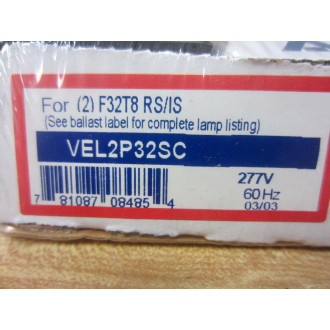 For (2) F32T8 RS/IS
(See ballast label for complete lamp listing)
VEL2P32SC
277V
60 Hz
03/03
7 81087 08485 4